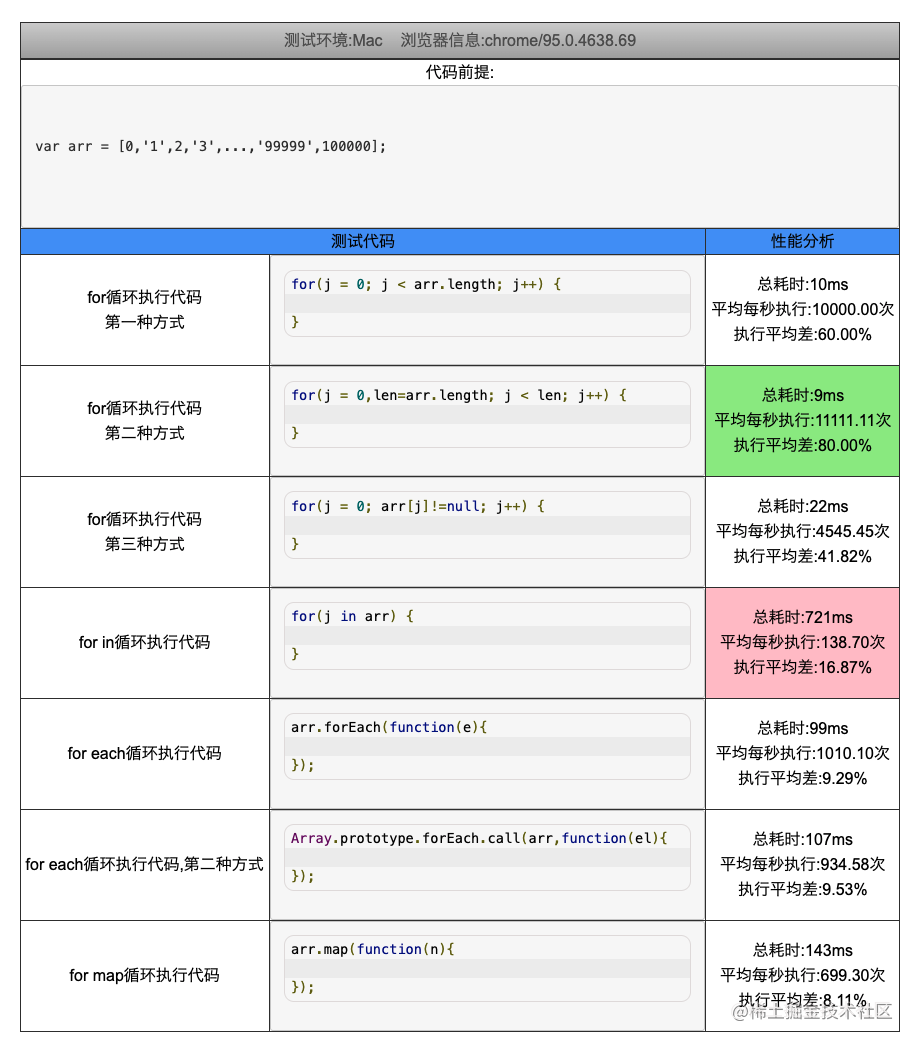 测试环境:Mac 浏览器信息:chrome/95.0.4638.69
代码前提:
var arr = [0,'1',2,'3',...,'99999',100000];
测试代码 性能分析
for循环执行代码
第一种方式
for(j = 0; j < arr.length; j++) {
}
总耗时:10ms
平均每秒执行:10000.00次
执行平均差:60.00%
for循环执行代码
第二种方式
for(j = 0,len=arr.length; j < len; j++) {
}
总耗时:9ms
平均每秒执行:11111.11次
执行平均差:80.00%
for循环执行代码
第三种方式
for(j = 0; arr[j]!=null; j++) {
}
总耗时:22ms
平均每秒执行:4545.45次
执行平均差:41.82%
for in循环执行代码
for(j in arr) {
}
总耗时:721ms
平均每秒执行:138.70次
执行平均差:16.87%
for each循环执行代码
arr.forEach(function(e){
});
总耗时:99ms
平均每秒执行:1010.10次
执行平均差:9.29%
for each循环执行代码,第二种方式
Array.prototype.forEach.call(arr,function(el){
});
总耗时:107ms
平均每秒执行:934.58次
执行平均差:9.53%
for map循环执行代码
arr.map(function(n){
});
总耗时:143ms
平均每秒执行:699.30次
执行平均差:8.11%
@稀土掘金技术社区